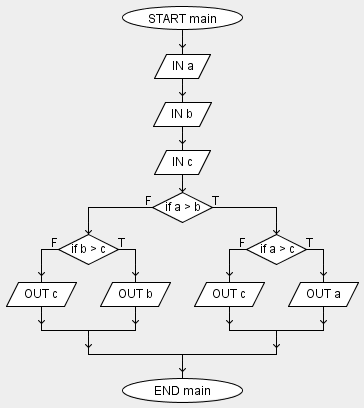 START main
IN a
IN b
IN c
F if a > b T
F if b > c T
F if a > c T
OUT c
OUT b
OUT c
OUT a
END main